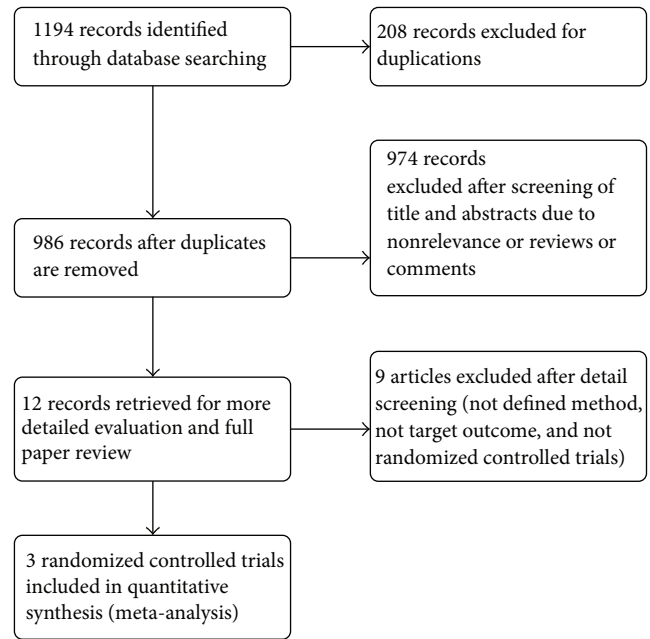 1194 records identified
through database searching
208 records excluded for
duplications
974 records
excluded after screening of
title and abstracts due to
nonrelevance or reviews or
comments
986 records after duplicates
are removed
9 articles excluded after detail
screening (not defined method,
not target outcome, and not
randomized controlled trials)
12 records retrieved for more
detailed evaluation and full
paper review
3 randomized controlled trials
included in quantitative
synthesis (meta-analysis)